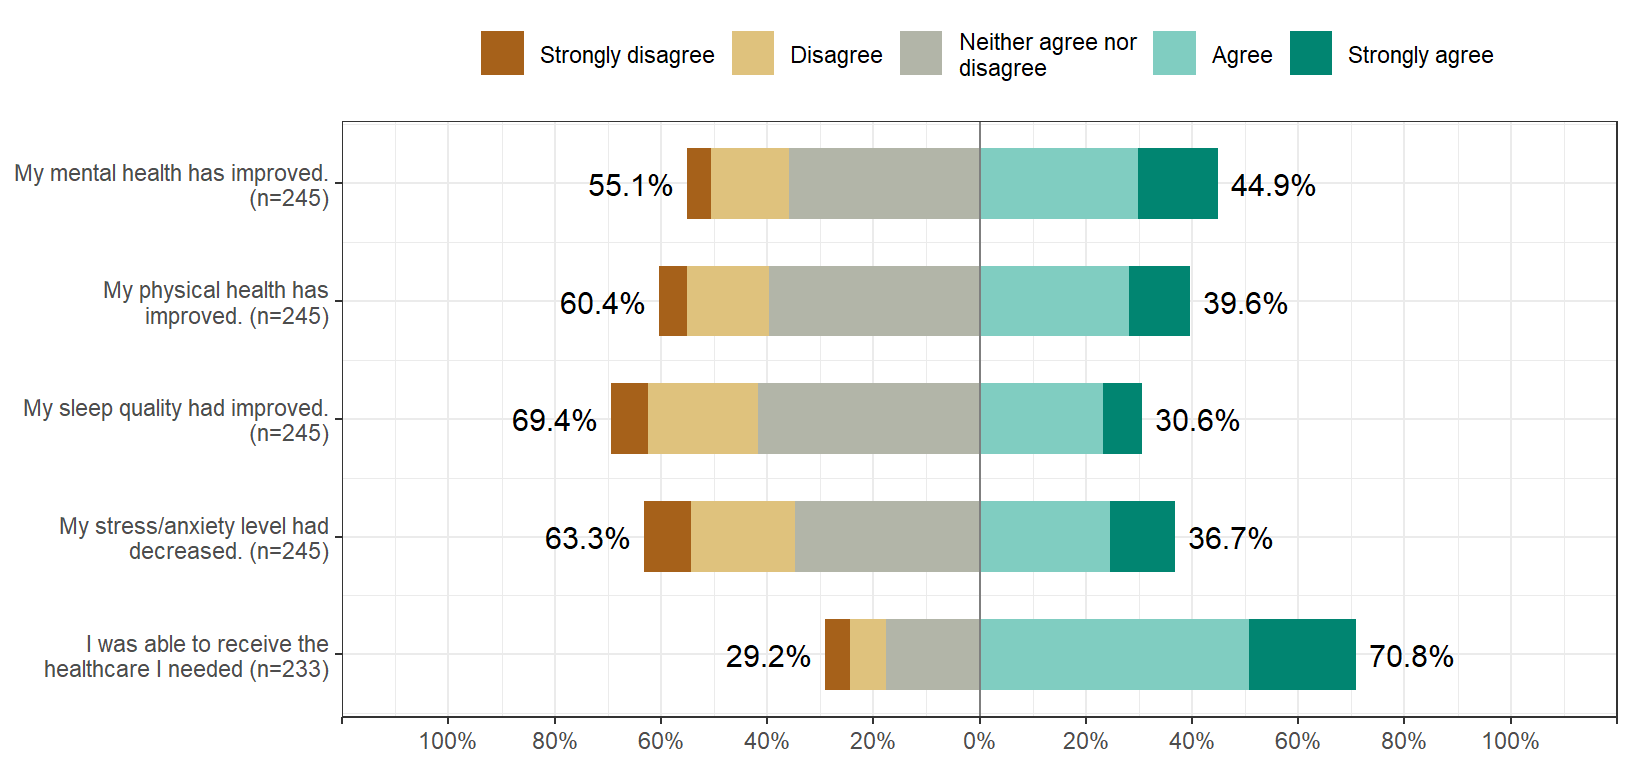 Strongly disagree
Disagree
Neither agree nor
disagree
Agree
Strongly agree
My mental health has improved.
(n=245)
55.1%
44.9%
My physical health has
improved. (n=245)
60.4%
39.6%
My sleep quality had improved.
(n=245)
69.4%
30.6%
My stress/anxiety level had
decreased. (n=245)
63.3%
36.7%
I was able to receive the
healthcare I needed (n=233)
29.2%
70.8%
100% 80% 60% 40% 20% 0% 20% 40% 60% 80% 100%